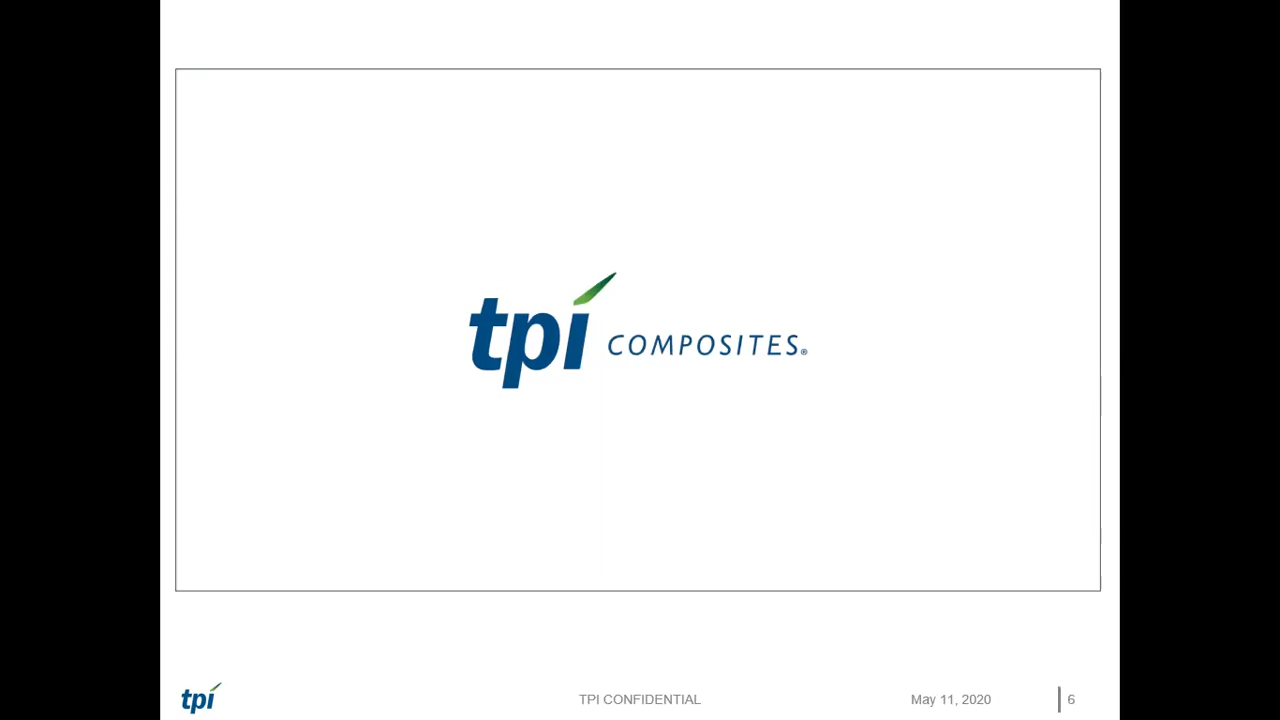 tpi COMPOSITES®
tpi
TPI CONFIDENTIAL
May 11, 2020
6